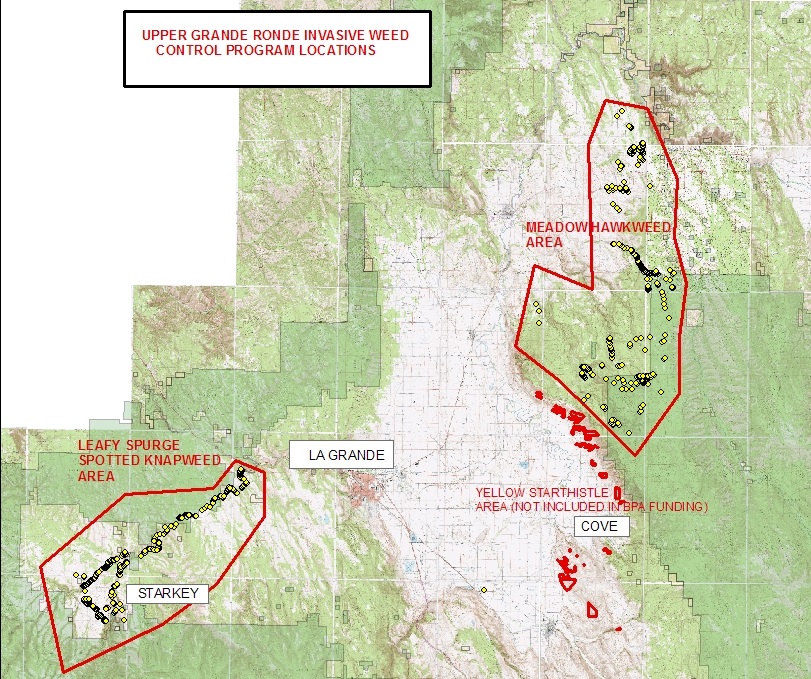 UPPER GRANDE RONDE INVASIVE WEED
CONTROL PROGRAM LOCATIONS
MEADOW HAWKWEED
AREA
LEAFY SPURGE
SPOTTED KNAPWEED
AREA
LA GRANDE
YELLOW STARTHISTLE
AREA (NOT INCLUDED IN BPA FUNDING)
COVE
STARKEY